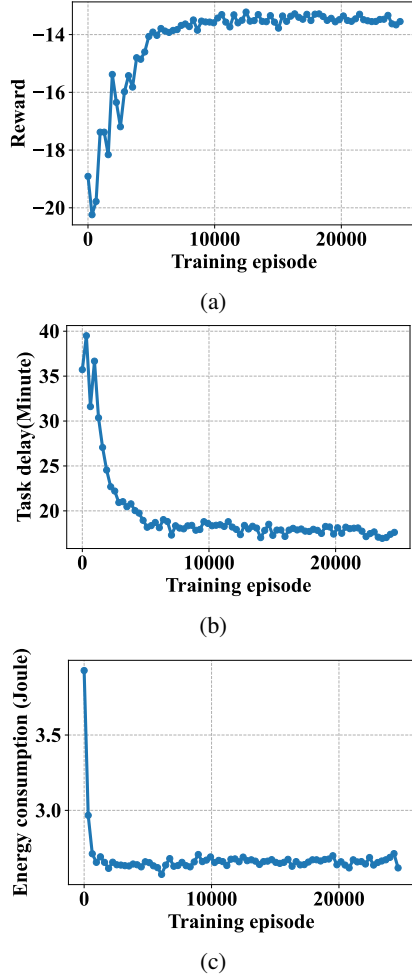 −14
−16
−18
−20
Reward
0
10000
20000
Training episode
(a)
40
35
30
25
20
Task delay(Minute)
0
10000
20000
Training episode
(b)
3.5
3.0
Energy consumption (Joule)
0
10000
20000
Training episode
(c)